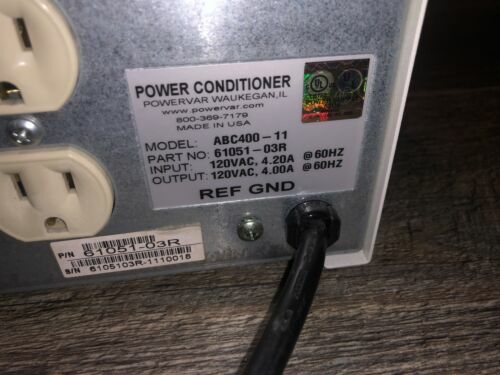 POWER CONDITIONER
POWERVAR WAUKEGAN,IL
www.powervar.com
800-369-7179
MADE IN USA
MODEL: ABC400-11
PART NO: 61051-03R
INPUT: 120VAC, 4.20A @60HZ
OUTPUT: 120VAC, 4.00A @60HZ
REF GND
P/N 61051-03R
S/N 6105103R-1110018